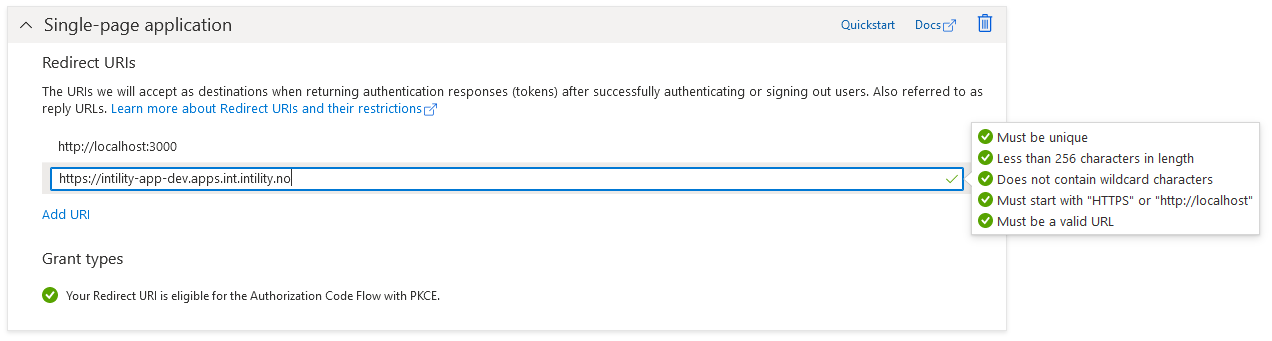 Single-page application
Quickstart
Docs
Redirect URIs
The URIs we will accept as destinations when returning authentication responses (tokens) after successfully authenticating or signing out users. Also referred to as
reply URLs. Learn more about Redirect URIs and their restrictions
http://localhost:3000
https://intility-app-dev.apps.int.intility.no
Must be unique
Less than 256 characters in length
Does not contain wildcard characters
Must start with "HTTPS" or "http://localhost"
Must be a valid URL
Add URI
Grant types
Your Redirect URI is eligible for the Authorization Code Flow with PKCE.